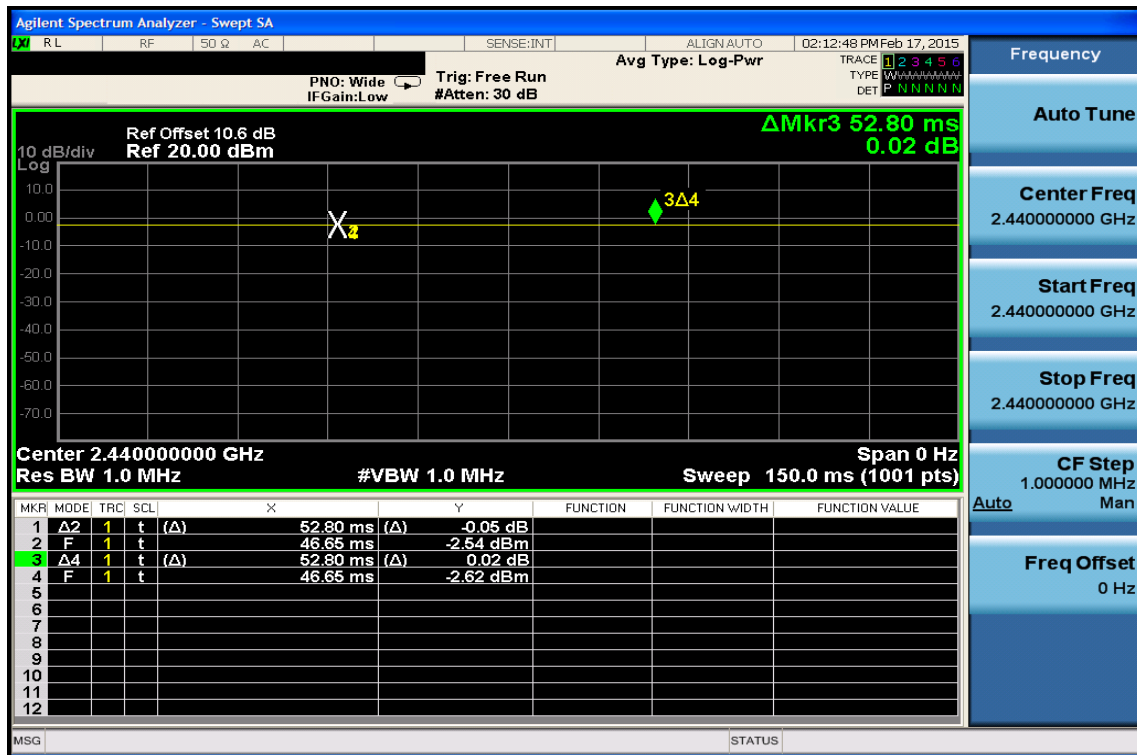 Agilent Spectrum Analyzer - Swept SA
LXI RL RF 50 Ω AC SENSE:INT ALIGN AUTO 02:12:48 PM Feb 17, 2015
PNO: Wide Trig: Free Run Avg Type: Log-Pwr TRACE 1 2 3 4 5 6
IFGain:Low #Atten: 30 dB TYPE WWWWWW
DET P N N N N N
ΔMkr3 52.80 ms
0.02 dB
Ref Offset 10.6 dB
10 dB/div Ref 20.00 dBm
Log
10.0
0.00
-10.0
-20.0
-30.0
-40.0
-50.0
-60.0
-70.0
3Δ4
Center 2.440000000 GHz Span 0 Hz
Res BW 1.0 MHz #VBW 1.0 MHz Sweep 150.0 ms (1001 pts)
MKR MODE TRC SCL X Y FUNCTION FUNCTION WIDTH FUNCTION VALUE
1 Δ2 1 t (Δ) 52.80 ms (Δ) -0.05 dB
2 F 1 t 46.65 ms -2.54 dBm
3 Δ4 1 t (Δ) 52.80 ms (Δ) 0.02 dB
4 F 1 t 46.65 ms -2.62 dBm
5
6
7
8
9
10
11
12
MSG STATUS
Frequency
Auto Tune
Center Freq
2.440000000 GHz
Start Freq
2.440000000 GHz
Stop Freq
2.440000000 GHz
CF Step
1.000000 MHz
Auto Man
Freq Offset
0 Hz